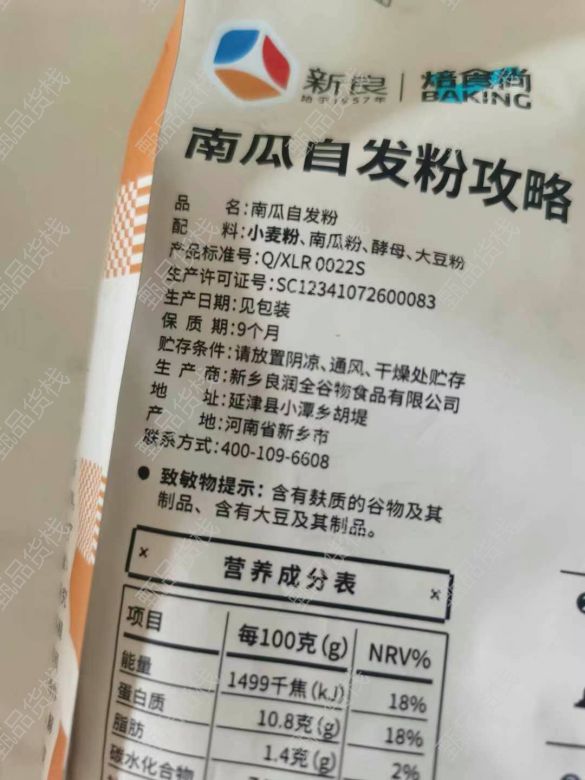 新良 | 焙食尚
始于1957年 BAKING
南瓜自发粉攻略
品 名:南瓜自发粉
配 料:小麦粉、南瓜粉、酵母、大豆粉
产品标准号:Q/XLR 0022S
生产许可证号:SC12341072600083
生产日期:见包装
保 质 期:9个月
贮存条件:请放置阴凉、通风、干燥处贮存
生 产 商:新乡良润全谷物食品有限公司
地 址:延津县小潭乡胡堤
产 地:河南省新乡市
联系方式:400-109-6608
● 致敏物提示:含有麸质的谷物及其
制品、含有大豆及其制品。
营养成分表
项目 每100克(g) NRV%
能量 1499千焦(kJ) 18%
蛋白质 10.8克(g) 18%
脂肪 1.4克(g) 2%
碳水化合物
甄品货栈